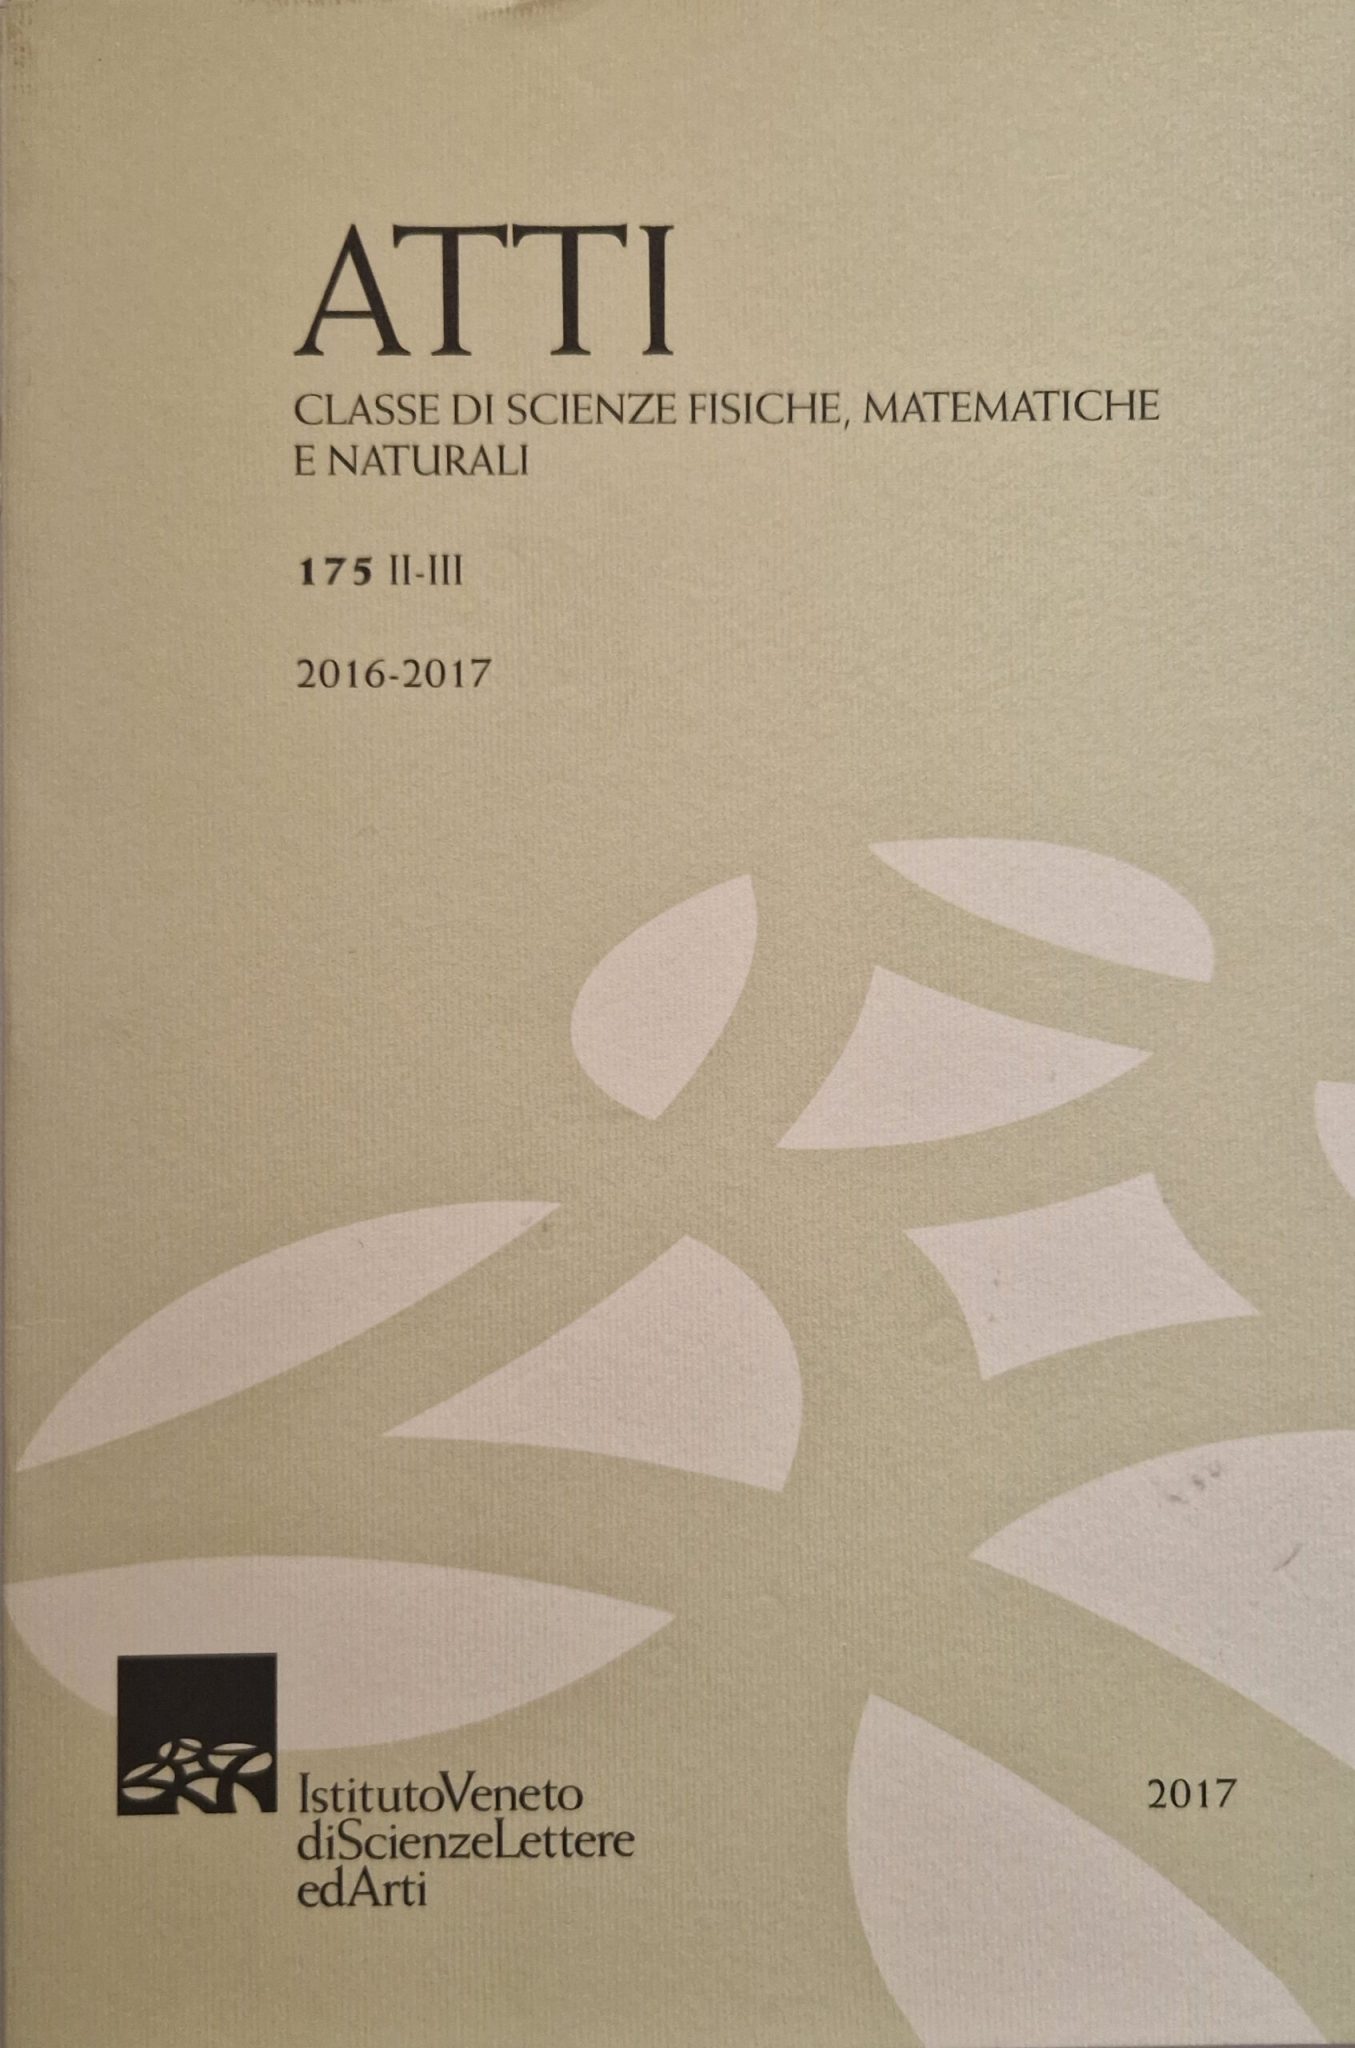 ATTI
CLASSE DI SCIENZE FISICHE, MATEMATICHE
E NATURALI
175 II-III
2016-2017
IstitutoVeneto
diScienzeLettere
edArti
2017